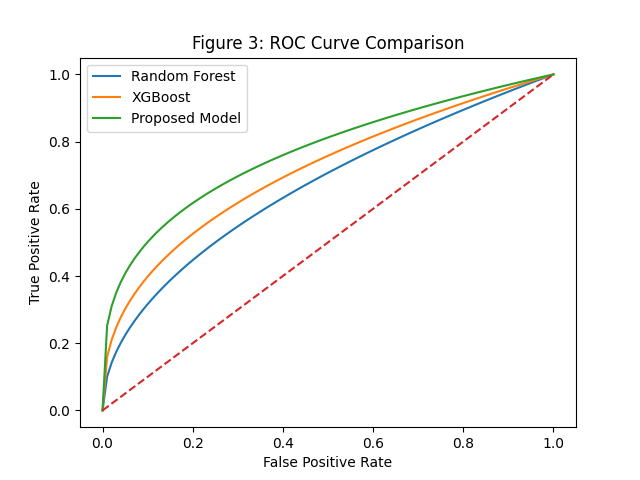 Figure 3: ROC Curve Comparison
Random Forest
XGBoost
Proposed Model
True Positive Rate
1.0
0.8
0.6
0.4
0.2
0.0
0.0 0.2 0.4 0.6 0.8 1.0
False Positive Rate